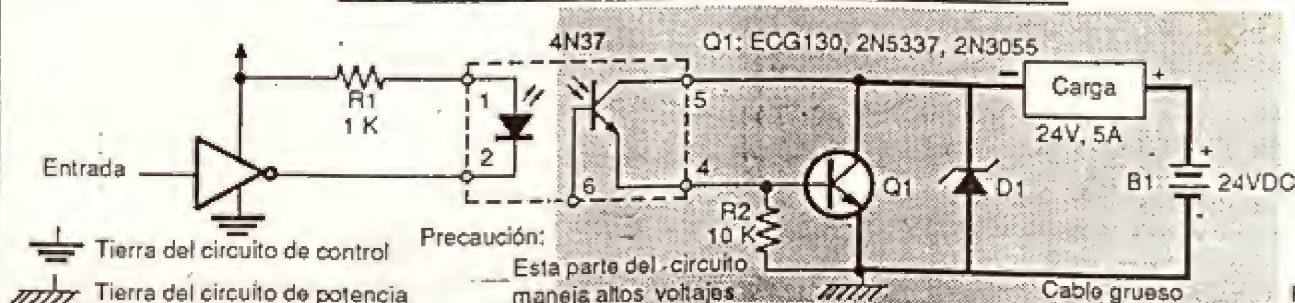 4N37
Q1: ECG130, 2N5337, 2N3055
R1
1 K
1
2
5
4
6
Entrada
R2
10 K
Q1
D1
Carga
- +
24V, 5A
B1
+
-
24VDC
Tierra del circuito de control
Tierra del circuito de potencia
Precaución:
Esta parte del circuito
maneja altos voltajes
Cable grueso